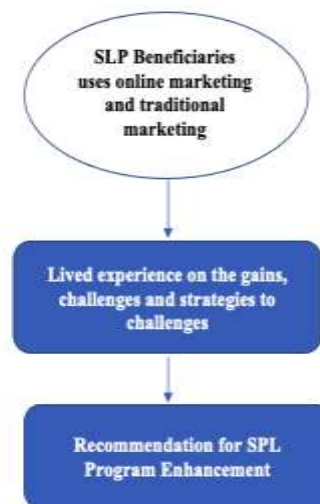 SLP Beneficiaries
uses online marketing
and traditional
marketing
Lived experience on the gains,
challenges and strategies to
challenges
Recommendation for SPL
Program Enhancement